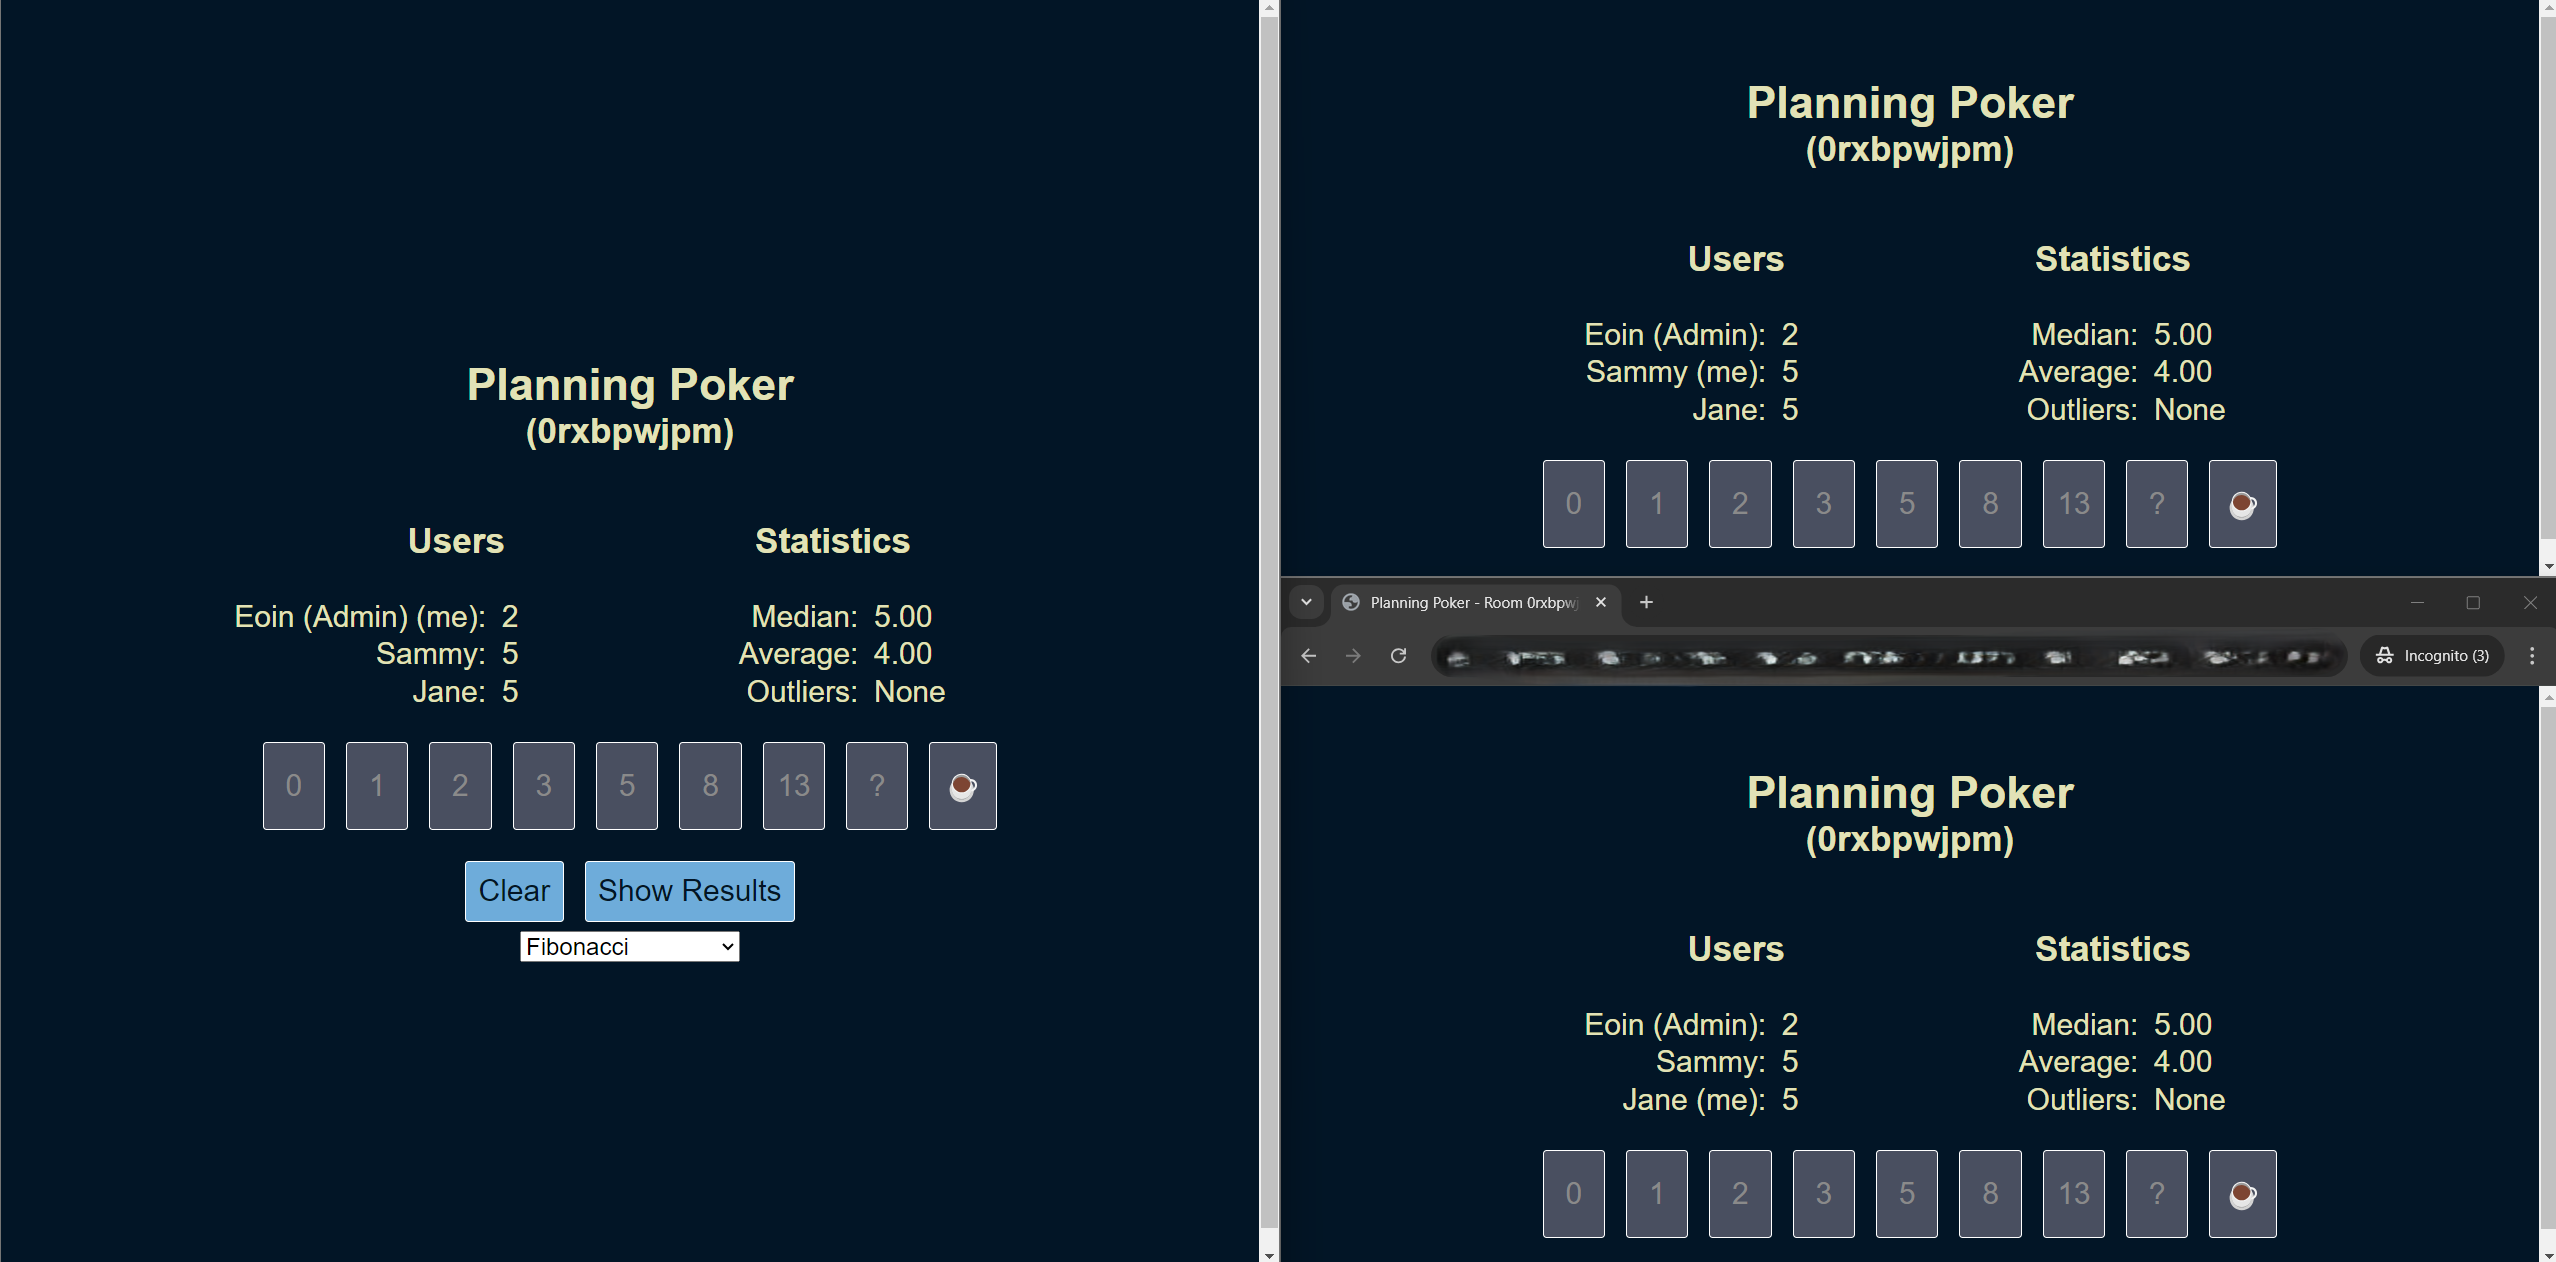 Planning Poker
(0rxbpwjpm)
Users Statistics
Eoin (Admin) (me): 2 Median: 5.00
Sammy: 5 Average: 4.00
Jane: 5 Outliers: None
0 1 2 3 5 8 13 ?
Clear Show Results
Fibonacci
Planning Poker
(0rxbpwjpm)
Users Statistics
Eoin (Admin): 2 Median: 5.00
Sammy (me): 5 Average: 4.00
Jane: 5 Outliers: None
0 1 2 3 5 8 13 ?
Planning Poker - Room 0rxbpwj
Incognito (3)
Planning Poker
(0rxbpwjpm)
Users Statistics
Eoin (Admin): 2 Median: 5.00
Sammy: 5 Average: 4.00
Jane (me): 5 Outliers: None
0 1 2 3 5 8 13 ?